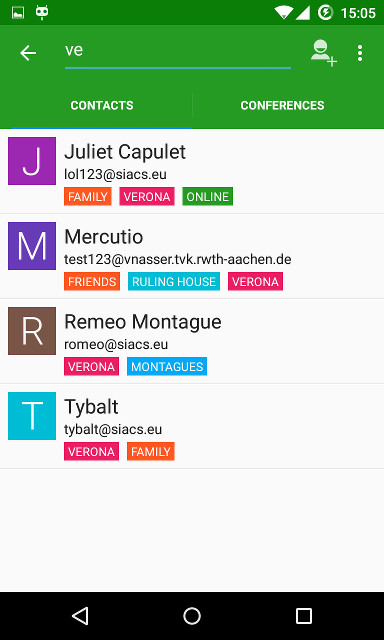 15:05
ve
CONTACTS CONFERENCES
J Juliet Capulet
lol123@siacs.eu
FAMILY VERONA ONLINE
M Mercutio
test123@vnasser.tvk.rwth-aachen.de
FRIENDS RULING HOUSE VERONA
R Remeo Montague
romeo@siacs.eu
VERONA MONTAGUES
T Tybalt
tybalt@siacs.eu
VERONA FAMILY